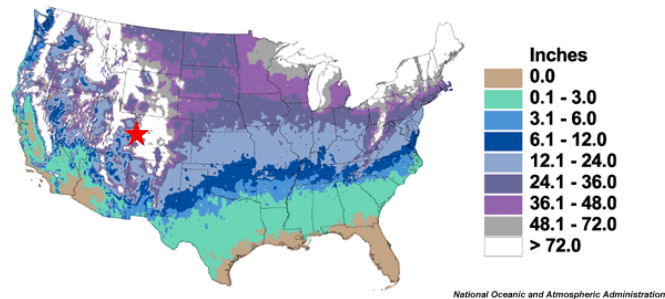 Inches
0.0
0.1 - 3.0
3.1 - 6.0
6.1 - 12.0
12.1 - 24.0
24.1 - 36.0
36.1 - 48.0
48.1 - 72.0
> 72.0
National Oceanic and Atmospheric Administration